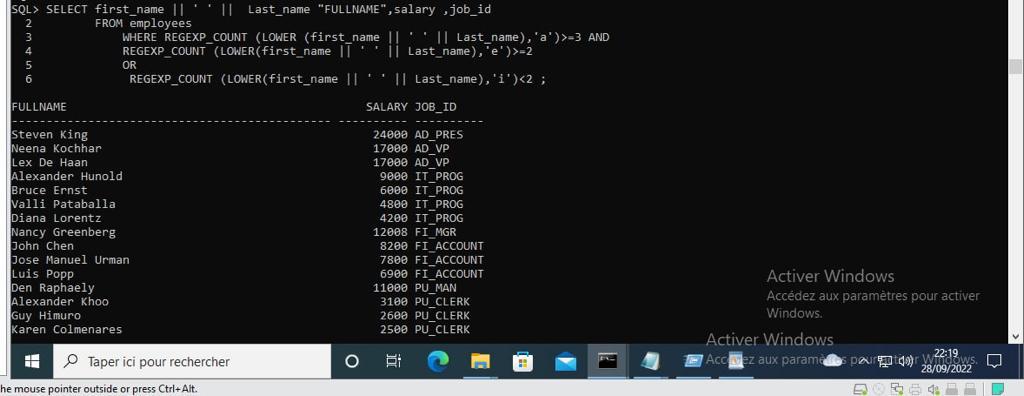 SQL> SELECT first_name || ' ' ||  Last_name "FULLNAME",salary ,job_id
  2         FROM employees
  3             WHERE REGEXP_COUNT (LOWER (first_name || ' ' || Last_name),'a')>=3 AND
  4             REGEXP_COUNT (LOWER(first_name || ' ' || Last_name),'e')>=2
  5             OR
  6              REGEXP_COUNT (LOWER(first_name || ' ' || Last_name),'i')<2 ;
FULLNAME                                           SALARY JOB_ID
---------------------------------------------- ---------- ----------
Steven King                                         24000 AD_PRES
Neena Kochhar                                       17000 AD_VP
Lex De Haan                                         17000 AD_VP
Alexander Hunold                                     9000 IT_PROG
Bruce Ernst                                          6000 IT_PROG
Valli Pataballa                                      4800 IT_PROG
Diana Lorentz                                        4200 IT_PROG
Nancy Greenberg                                     12008 FI_MGR
John Chen                                            8200 FI_ACCOUNT
Jose Manuel Urman                                    7800 FI_ACCOUNT
Luis Popp                                            6900 FI_ACCOUNT
Den Raphaely                                        11000 PU_MAN
Alexander Khoo                                       3100 PU_CLERK
Guy Himuro                                           2600 PU_CLERK
Karen Colmenares                                     2500 PU_CLERK
Activer Windows
Accédez aux paramètres pour activer
Windows.
Activer Windows
Accédez aux paramètres pour activer Windows.
Taper ici pour rechercher
22:19
28/09/2022
he mouse pointer outside or press Ctrl+Alt.